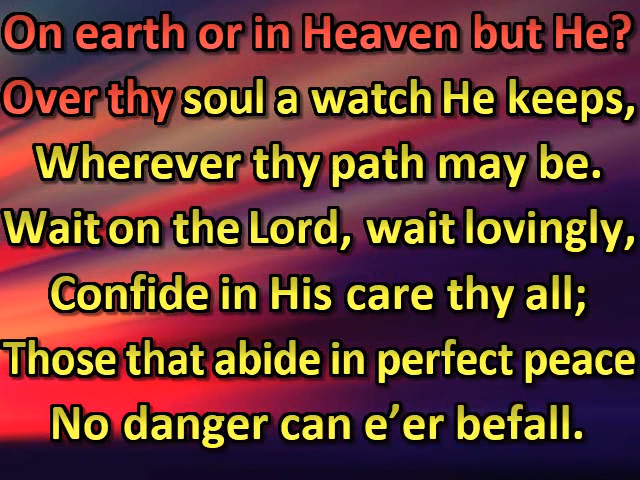 On earth or in Heaven but He?
Over thy soul a watch He keeps,
Wherever thy path may be.
Wait on the Lord, wait lovingly,
Confide in His care thy all;
Those that abide in perfect peace
No danger can e’er befall.